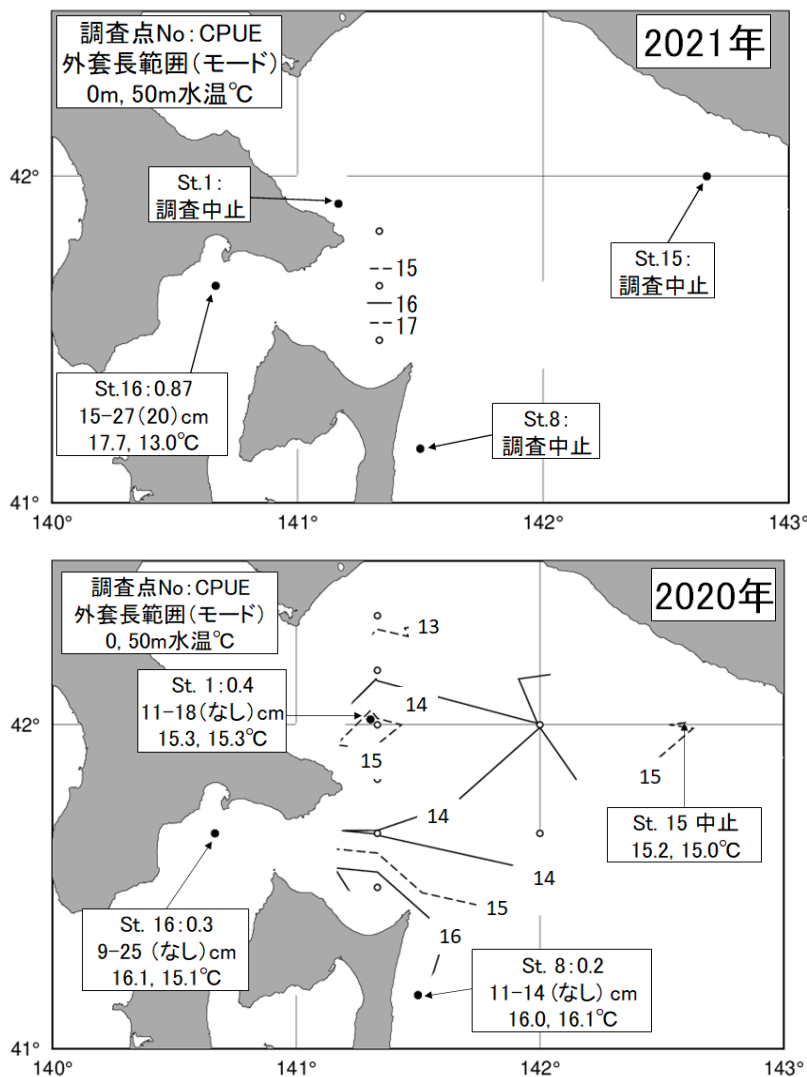 調査点No:CPUE
外套長範囲(モード)
0m, 50m水温℃
2021年
42°
St.1:
調査中止
St.15:
調査中止
15
16
17
St.16:0.87
15-27(20)cm
17.7, 13.0℃
St.8:
調査中止
41°
140°
141°
142°
143°
調査点No:CPUE
外套長範囲(モード)
0, 50m水温℃
2020年
13
St. 1:0.4
11-18(なし)cm
15.3, 15.3℃
14
42°
15
15
14
St. 15 中止
15.2, 15.0℃
14
15
St. 16:0.3
9-25 (なし)cm
16.1, 15.1℃
16
St. 8:0.2
11-14(なし) cm
16.0, 16.1℃
41°
140°
141°
142°
143°